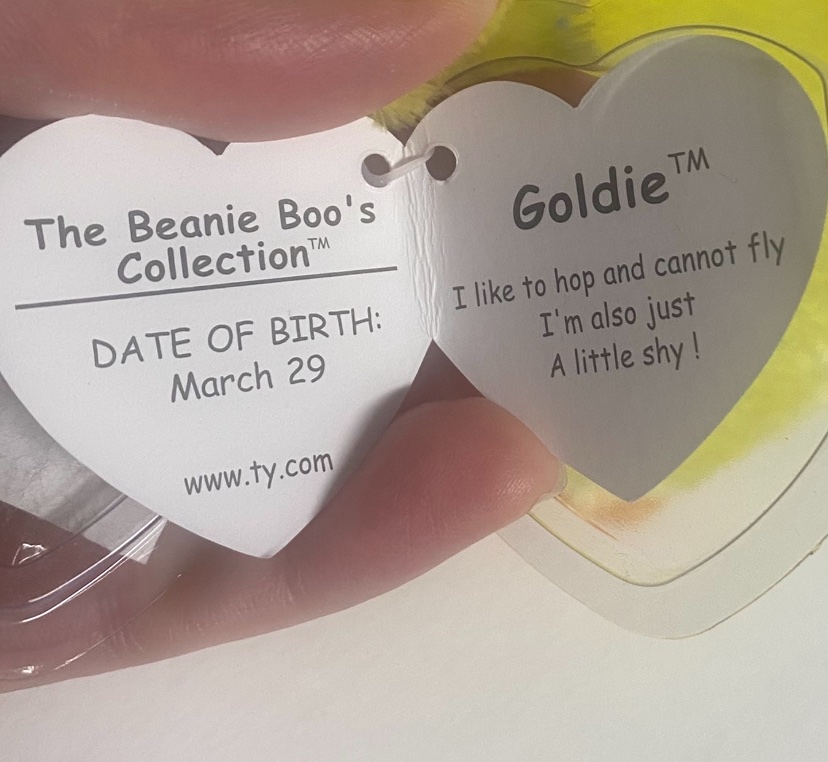 The Beanie Boo's
Collection™
DATE OF BIRTH:
March 29
www.ty.com
Goldie™
I like to hop and cannot fly
I'm also just
A little shy !